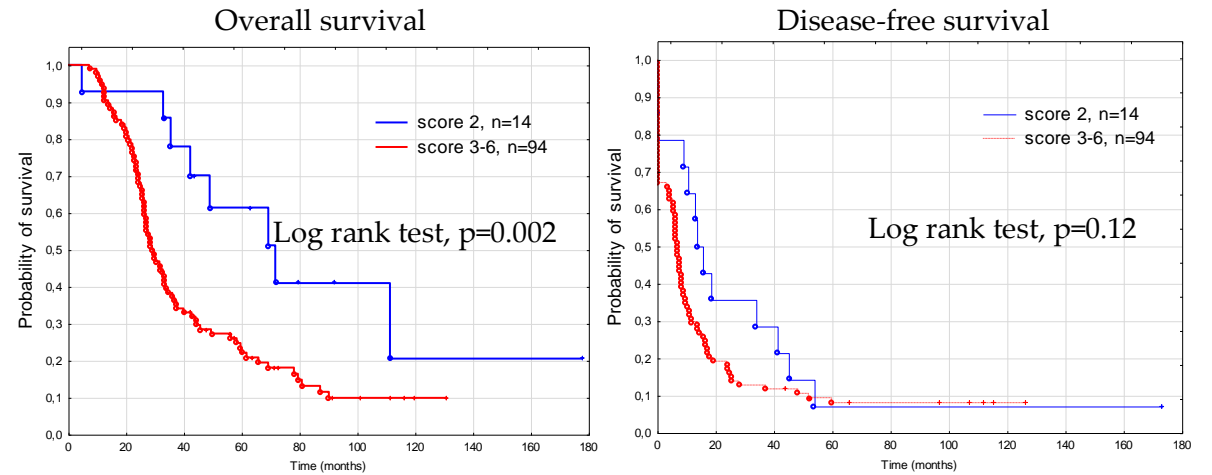 Overall survival
1,0
0,9
0,8
0,7
0,6
0,5
0,4
0,3
0,2
0,1
0,0
Probability of survival
score 2, n=14
score 3-6, n=94
Log rank test, p=0.002
0 20 40 60 80 100 120 140 160 180
Time (months)
Disease-free survival
1,0
0,9
0,8
0,7
0,6
0,5
0,4
0,3
0,2
0,1
0,0
Probability of survival
score 2, n=14
score 3-6, n=94
Log rank test, p=0.12
0 20 40 60 80 100 120 140 160 180
Time (months)